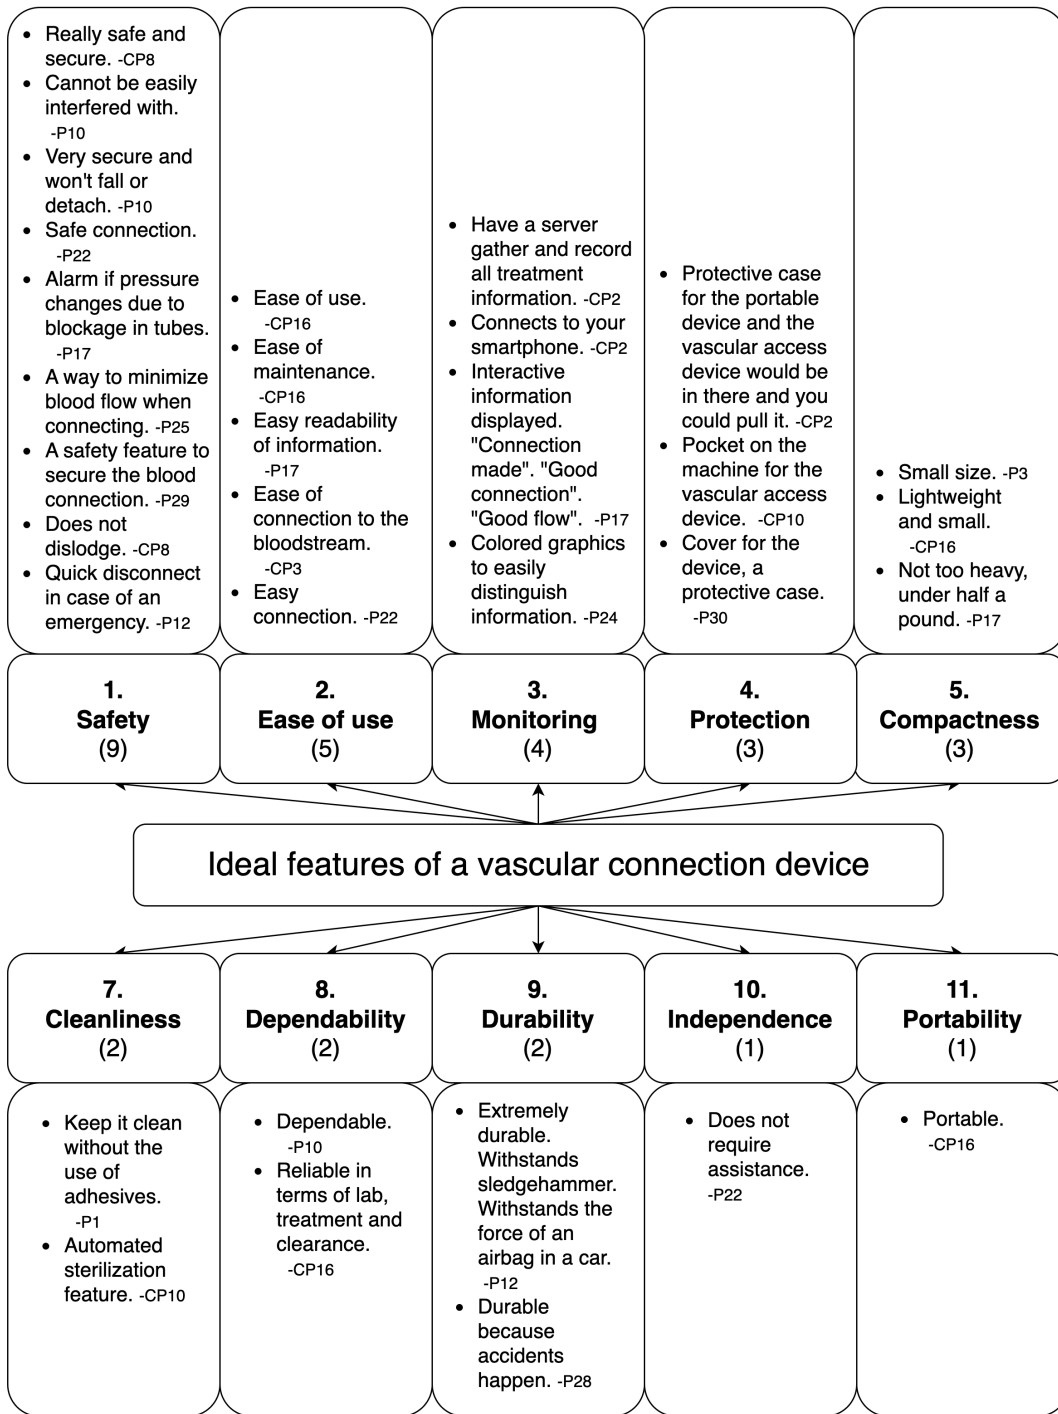 • Really safe and
secure. -CP8
• Cannot be easily
interfered with.
-P10
• Very secure and
won't fall or
detach. -P10
• Safe connection.
-P22
• Alarm if pressure
changes due to
blockage in tubes.
-P17
• A way to minimize
blood flow when
connecting. -P25
• A safety feature to
secure the blood
connection. -P29
• Does not
dislodge. -CP8
• Quick disconnect
in case of an
emergency. -P12
• Ease of use.
-CP16
• Ease of
maintenance.
-CP16
• Easy readability
of information.
-P17
• Ease of
connection to the
bloodstream.
-CP3
• Easy
connection. -P22
• Have a server
gather and record
all treatment
information. -CP2
• Connects to your
smartphone. -CP2
• Interactive
information
displayed.
"Connection
made". "Good
connection".
"Good flow". -P17
• Colored graphics
to easily
distinguish
information. -P24
• Protective case
for the portable
device and the
vascular access
device would be
in there and you
could pull it. -CP2
• Pocket on the
machine for the
vascular access
device. -CP10
• Cover for the
device, a
protective case.
-P30
• Small size. -P3
• Lightweight
and small.
-CP16
• Not too heavy,
under half a
pound. -P17
1.
Safety
(9)
2.
Ease of use
(5)
3.
Monitoring
(4)
4.
Protection
(3)
5.
Compactness
(3)
Ideal features of a vascular connection device
7.
Cleanliness
(2)
8.
Dependability
(2)
9.
Durability
(2)
10.
Independence
(1)
11.
Portability
(1)
• Keep it clean
without the
use of
adhesives.
-P1
• Automated
sterilization
feature. -CP10
• Dependable.
-P10
• Reliable in
terms of lab,
treatment and
clearance.
-CP16
• Extremely
durable.
Withstands
sledgehammer.
Withstands the
force of an
airbag in a car.
-P12
• Durable
because
accidents
happen. -P28
• Does not
require
assistance.
-P22
• Portable.
-CP16